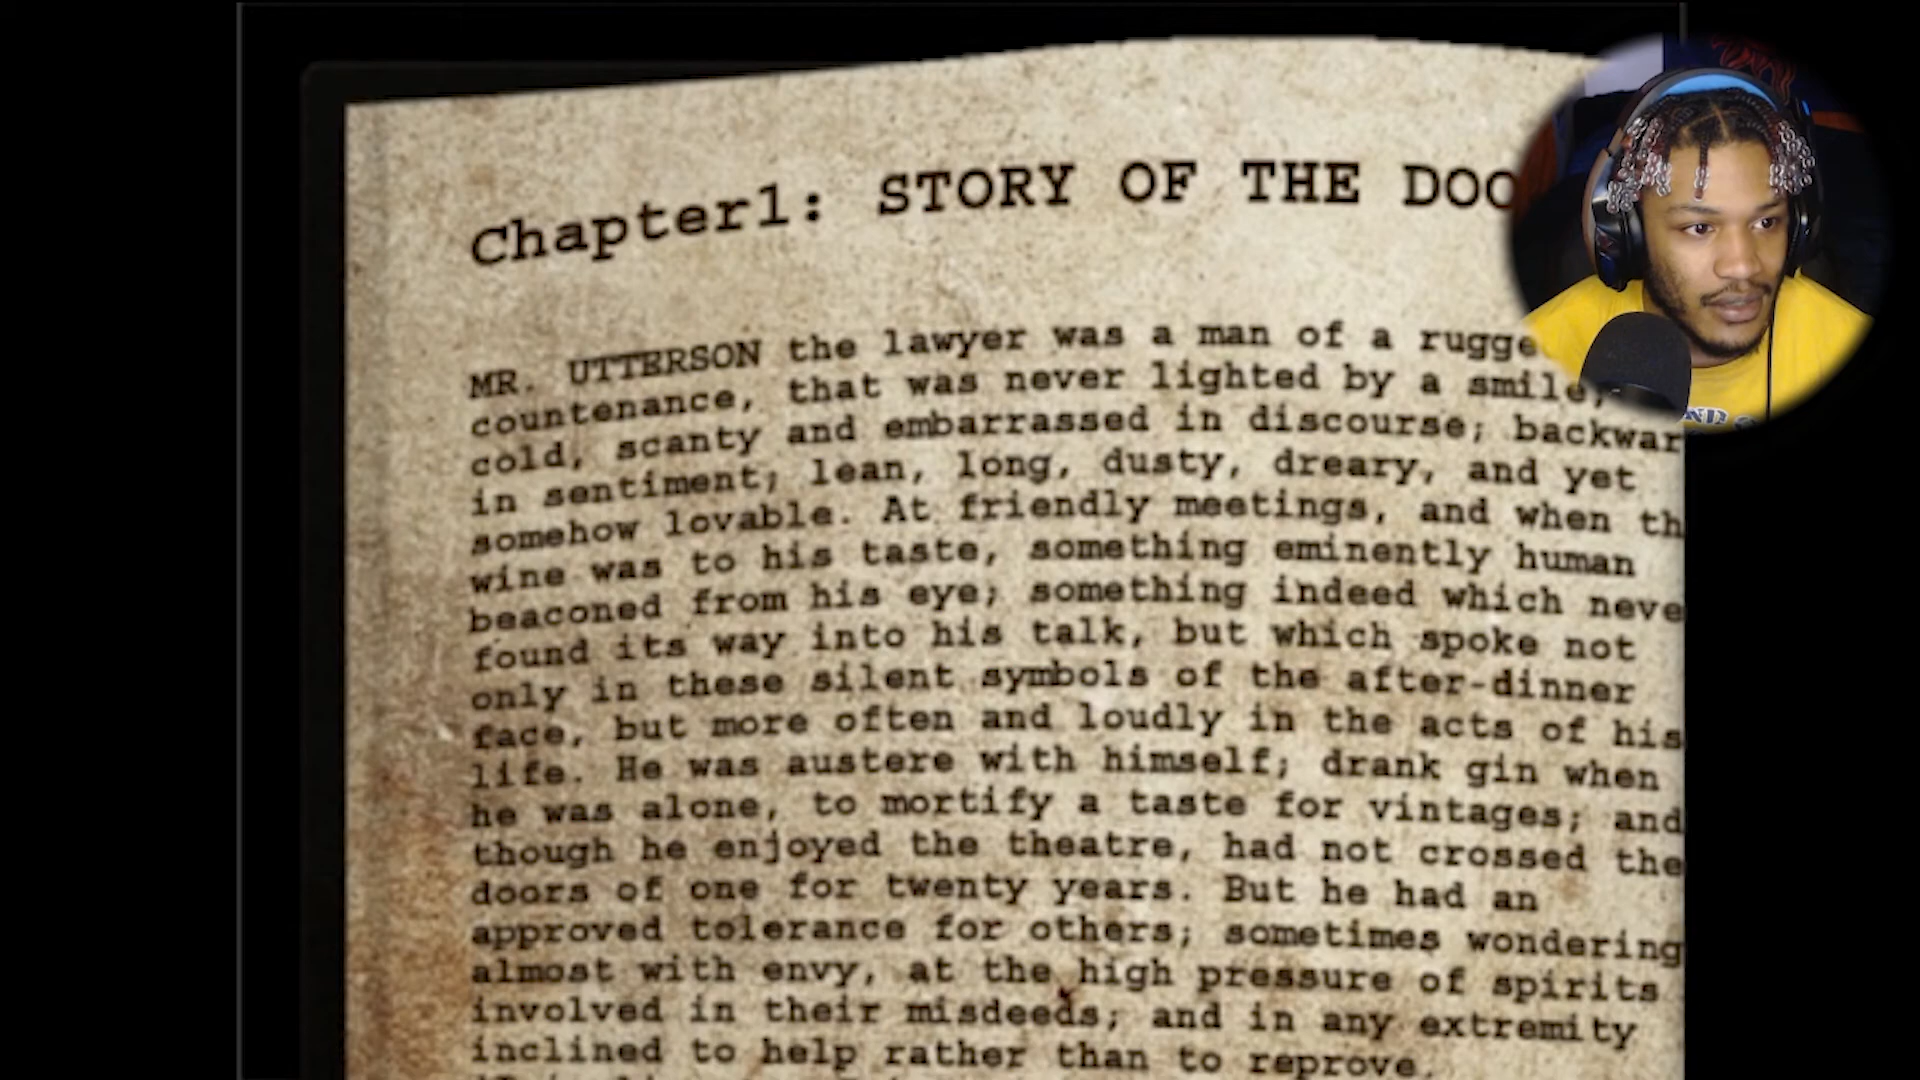 Chapter1: STORY OF THE DOO
MR. UTTERSON the lawyer was a man of a rugge
countenance, that was never lighted by a smile;
cold, scanty and embarrassed in discourse; backwar
in sentiment; lean, long, dusty, dreary, and yet
somehow lovable. At friendly meetings, and when th
wine was to his taste, something eminently human
beaconed from his eye; something indeed which neve
found its way into his talk, but which spoke not
only in these silent symbols of the after-dinner
face, but more often and loudly in the acts of his
life. He was austere with himself; drank gin when
he was alone, to mortify a taste for vintages; and
though he enjoyed the theatre, had not crossed the
doors of one for twenty years. But he had an
approved tolerance for others; sometimes wondering
almost with envy, at the high pressure of spirits
involved in their misdeeds; and in any extremity
inclined to help rather than to reprove.